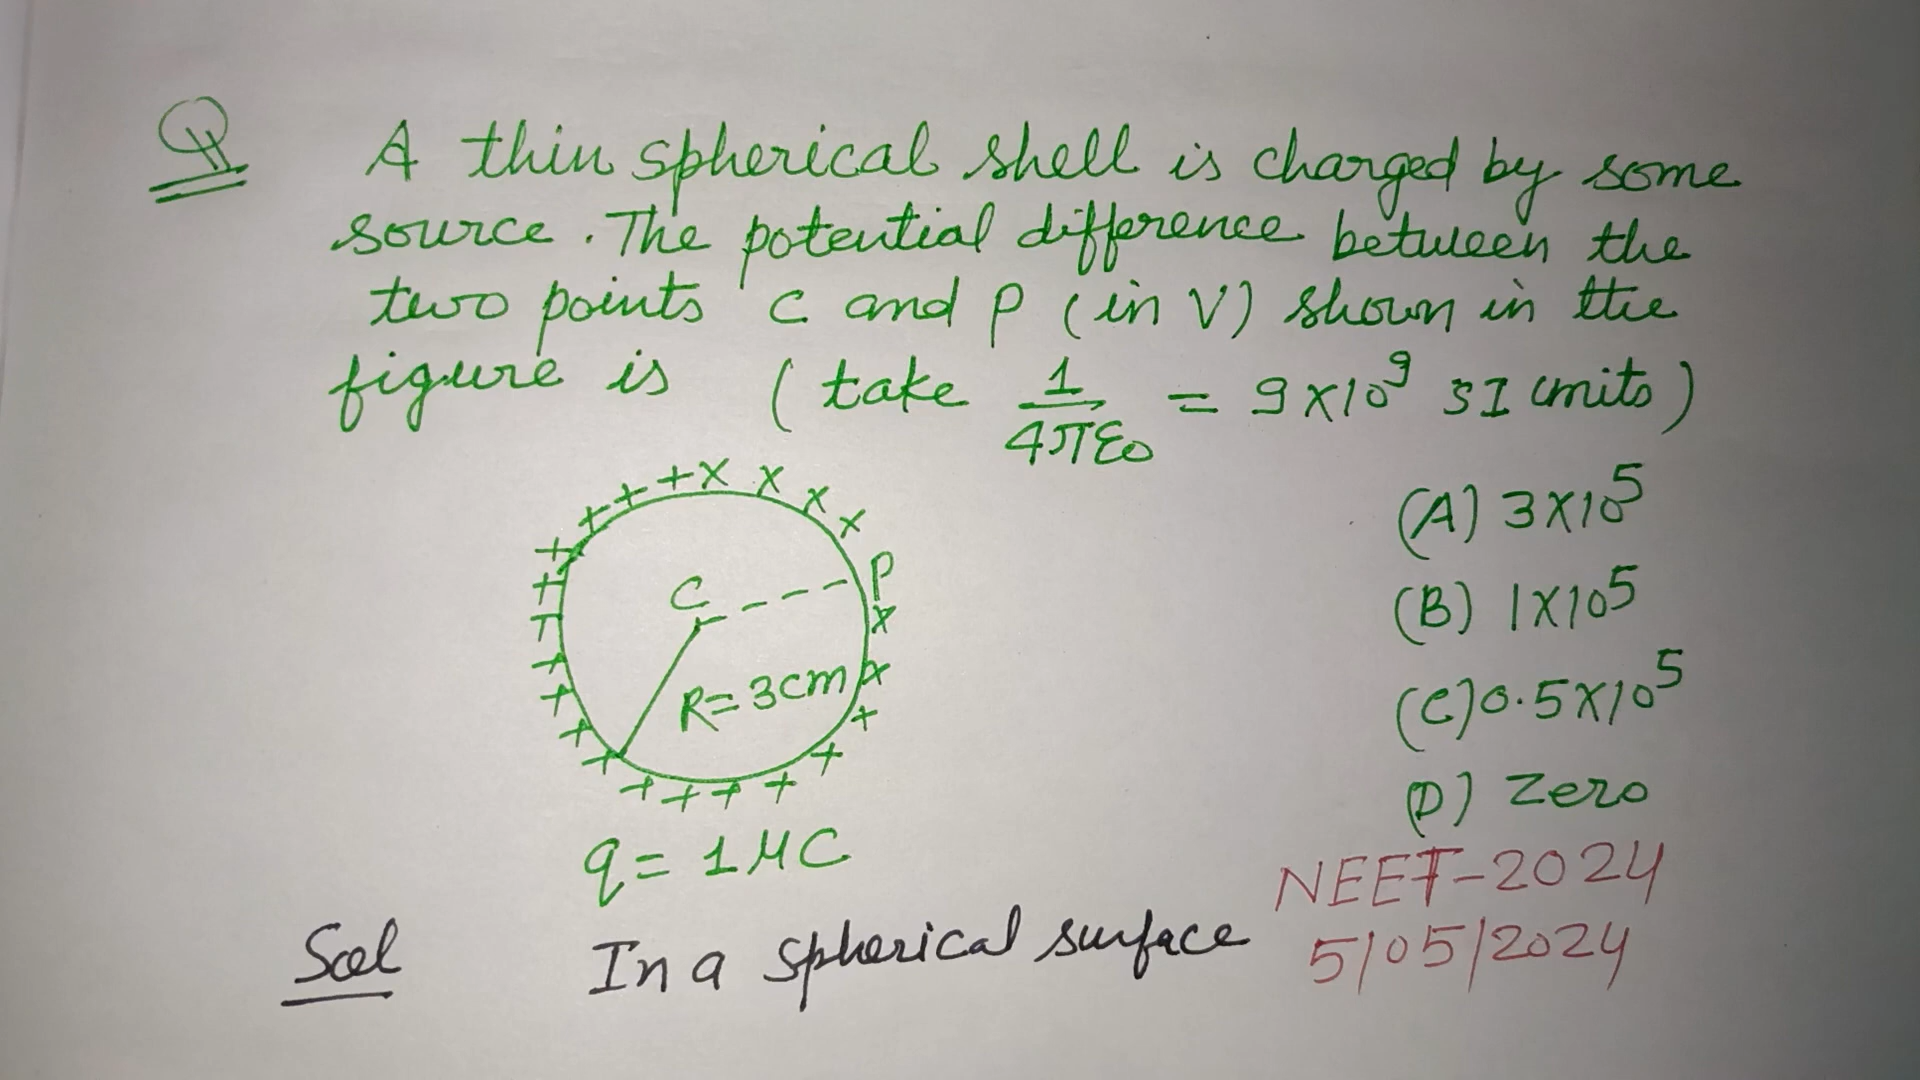 Q A thin spherical shell is charged by some
source. The potential difference between the
two points C and P (in V) shown in the
figure is (take 1/4πε0 = 9×10⁹ SI units)
(A) 3×10⁵
(B) 1×10⁵
(C) 0.5×10⁵
(D) Zero
C
P
R= 3cm
q= 1 μC
NEET-2024
5/05/2024
Sol In a spherical surface